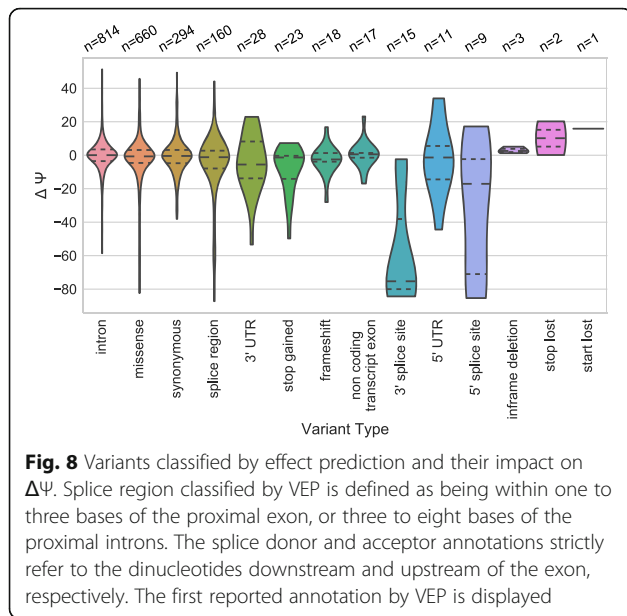 n=814 n=660 n=294 n=160 n=28 n=23 n=18 n=17 n=15 n=11 n=9 n=3 n=2 n=1
40
20
0
−20
−40
−60
−80
Δ Ψ
intron
missense
synonymous
splice region
3' UTR
stop gained
frameshift
non coding
transcript exon
3' splice site
5' UTR
5' splice site
inframe deletion
stop lost
start lost
Variant Type
Fig. 8 Variants classified by effect prediction and their impact on
ΔΨ. Splice region classified by VEP is defined as being within one to
three bases of the proximal exon, or three to eight bases of the
proximal introns. The splice donor and acceptor annotations strictly
refer to the dinucleotides downstream and upstream of the exon,
respectively. The first reported annotation by VEP is displayed